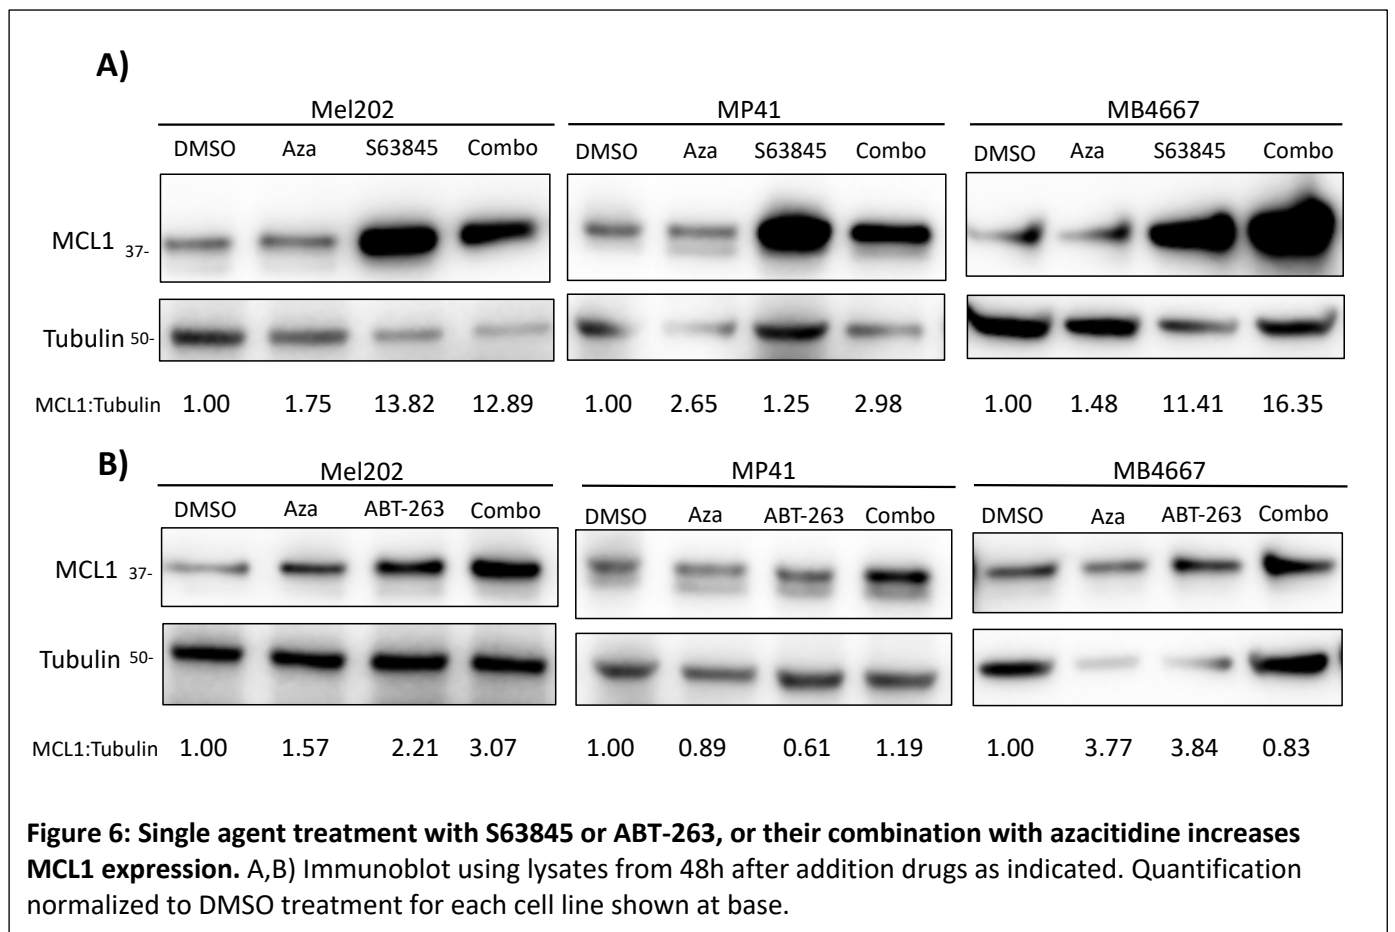 A)
Mel202 MP41 MB4667
DMSO Aza S63845 Combo DMSO Aza S63845 Combo DMSO Aza S63845 Combo
MCL1 37-
Tubulin 50-
MCL1:Tubulin 1.00 1.75 13.82 12.89 1.00 2.65 1.25 2.98 1.00 1.48 11.41 16.35
B)
Mel202 MP41 MB4667
DMSO Aza ABT-263 Combo DMSO Aza ABT-263 Combo DMSO Aza ABT-263 Combo
MCL1 37-
Tubulin 50-
MCL1:Tubulin 1.00 1.57 2.21 3.07 1.00 0.89 0.61 1.19 1.00 3.77 3.84 0.83
Figure 6: Single agent treatment with S63845 or ABT-263, or their combination with azacitidine increases
MCL1 expression. A,B) Immunoblot using lysates from 48h after addition drugs as indicated. Quantification
normalized to DMSO treatment for each cell line shown at base.